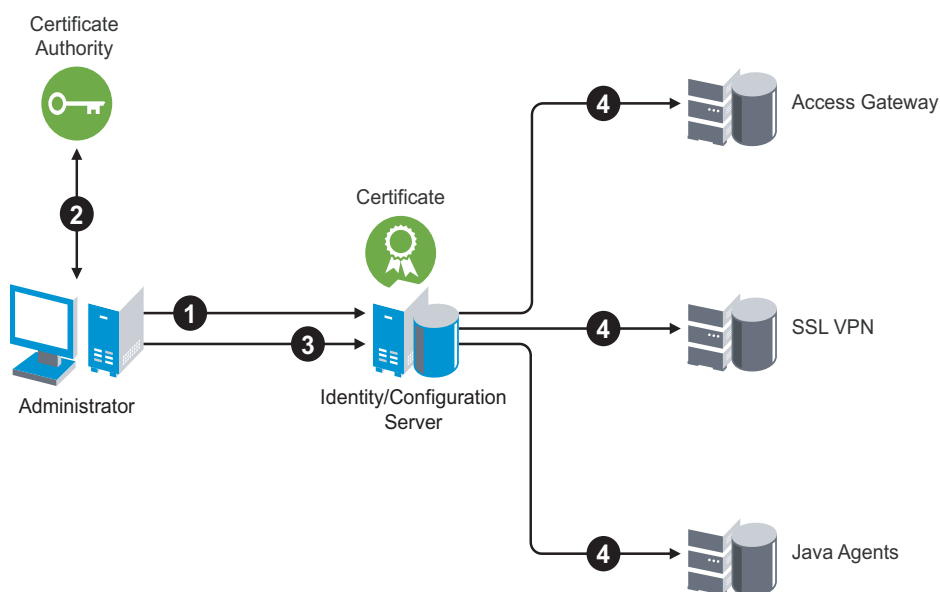 Certificate
Authority
4
Access Gateway
2
Certificate
1
4
SSL VPN
3
Administrator
Identity/Configuration
Server
4
Java Agents